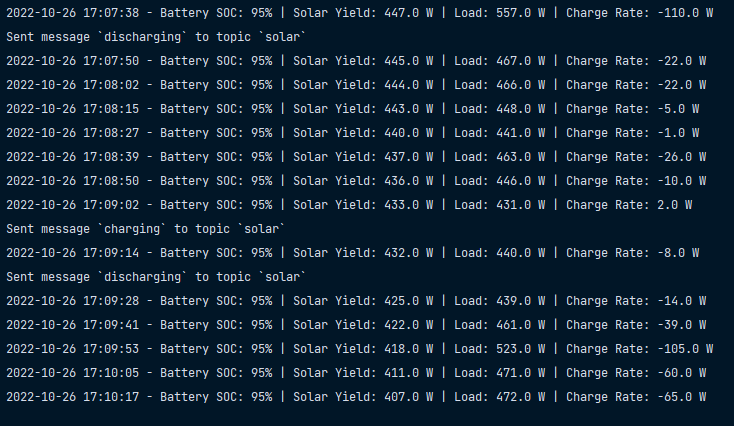 2022-10-26 17:07:38 - Battery SOC: 95% | Solar Yield: 447.0 W | Load: 557.0 W | Charge Rate: -110.0 W
Sent message `discharging` to topic `solar`
2022-10-26 17:07:50 - Battery SOC: 95% | Solar Yield: 445.0 W | Load: 467.0 W | Charge Rate: -22.0 W
2022-10-26 17:08:02 - Battery SOC: 95% | Solar Yield: 444.0 W | Load: 466.0 W | Charge Rate: -22.0 W
2022-10-26 17:08:15 - Battery SOC: 95% | Solar Yield: 443.0 W | Load: 448.0 W | Charge Rate: -5.0 W
2022-10-26 17:08:27 - Battery SOC: 95% | Solar Yield: 440.0 W | Load: 441.0 W | Charge Rate: -1.0 W
2022-10-26 17:08:39 - Battery SOC: 95% | Solar Yield: 437.0 W | Load: 463.0 W | Charge Rate: -26.0 W
2022-10-26 17:08:50 - Battery SOC: 95% | Solar Yield: 436.0 W | Load: 446.0 W | Charge Rate: -10.0 W
2022-10-26 17:09:02 - Battery SOC: 95% | Solar Yield: 433.0 W | Load: 431.0 W | Charge Rate: 2.0 W
Sent message `charging` to topic `solar`
2022-10-26 17:09:14 - Battery SOC: 95% | Solar Yield: 432.0 W | Load: 440.0 W | Charge Rate: -8.0 W
Sent message `discharging` to topic `solar`
2022-10-26 17:09:28 - Battery SOC: 95% | Solar Yield: 425.0 W | Load: 439.0 W | Charge Rate: -14.0 W
2022-10-26 17:09:41 - Battery SOC: 95% | Solar Yield: 422.0 W | Load: 461.0 W | Charge Rate: -39.0 W
2022-10-26 17:09:53 - Battery SOC: 95% | Solar Yield: 418.0 W | Load: 523.0 W | Charge Rate: -105.0 W
2022-10-26 17:10:05 - Battery SOC: 95% | Solar Yield: 411.0 W | Load: 471.0 W | Charge Rate: -60.0 W
2022-10-26 17:10:17 - Battery SOC: 95% | Solar Yield: 407.0 W | Load: 472.0 W | Charge Rate: -65.0 W